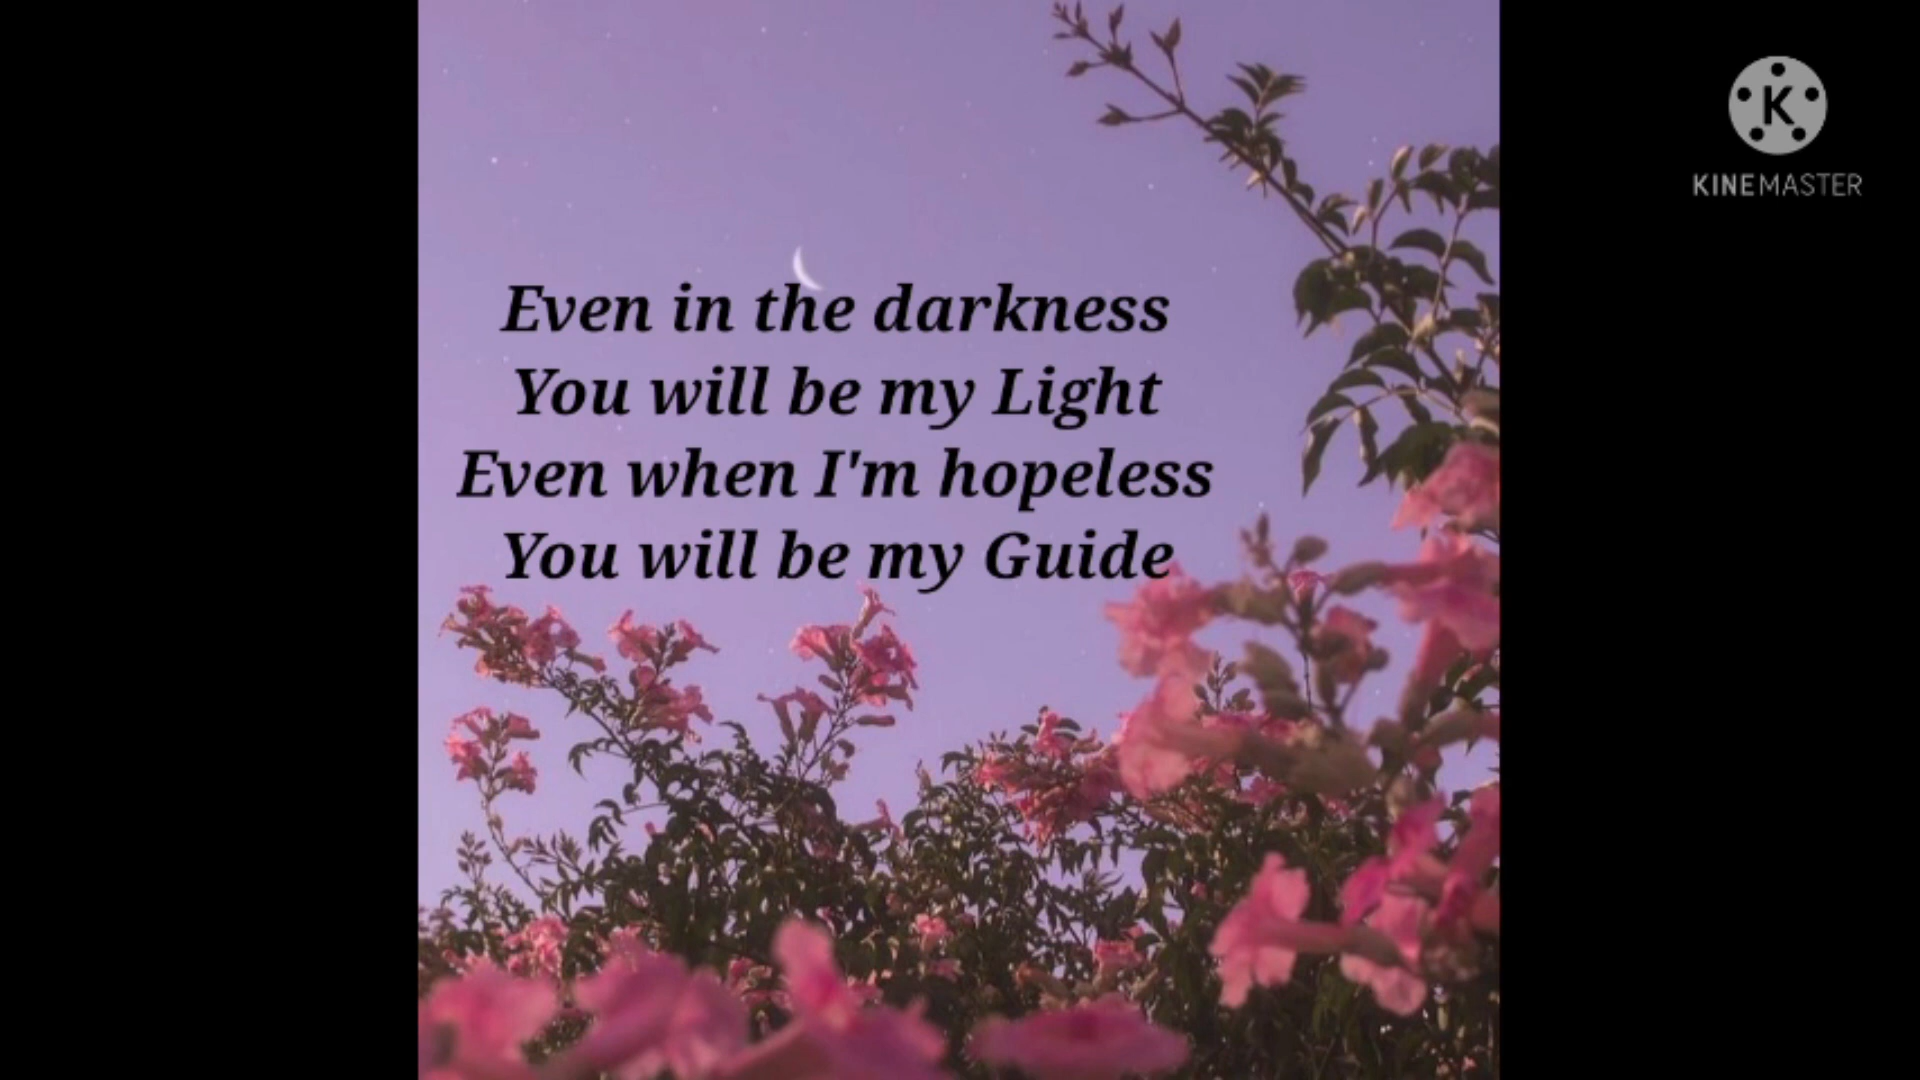 Even in the darkness
You will be my Light
Even when I'm hopeless
You will be my Guide
KINEMASTER